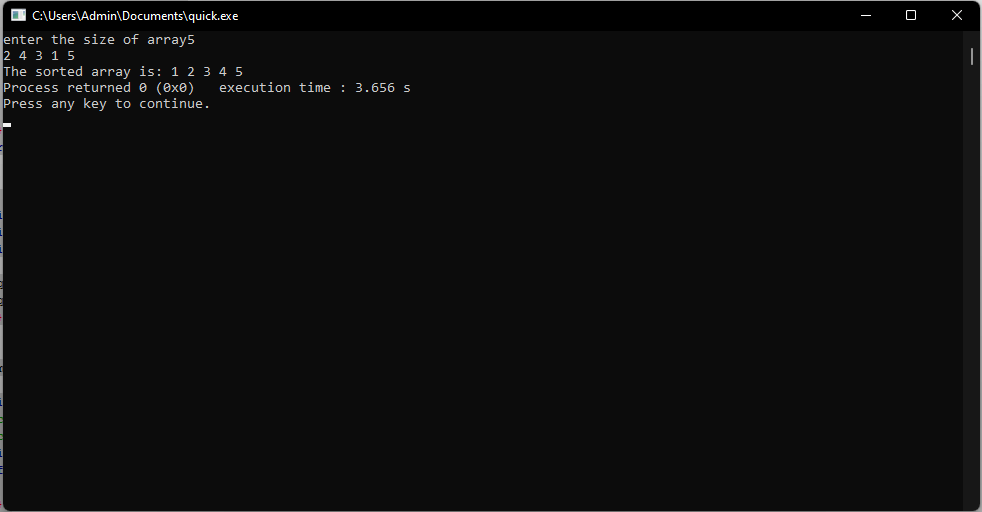 C:\Users\Admin\Documents\quick.exe
enter the size of array5
2 4 3 1 5
The sorted array is: 1 2 3 4 5
Process returned 0 (0x0)   execution time : 3.656 s
Press any key to continue.